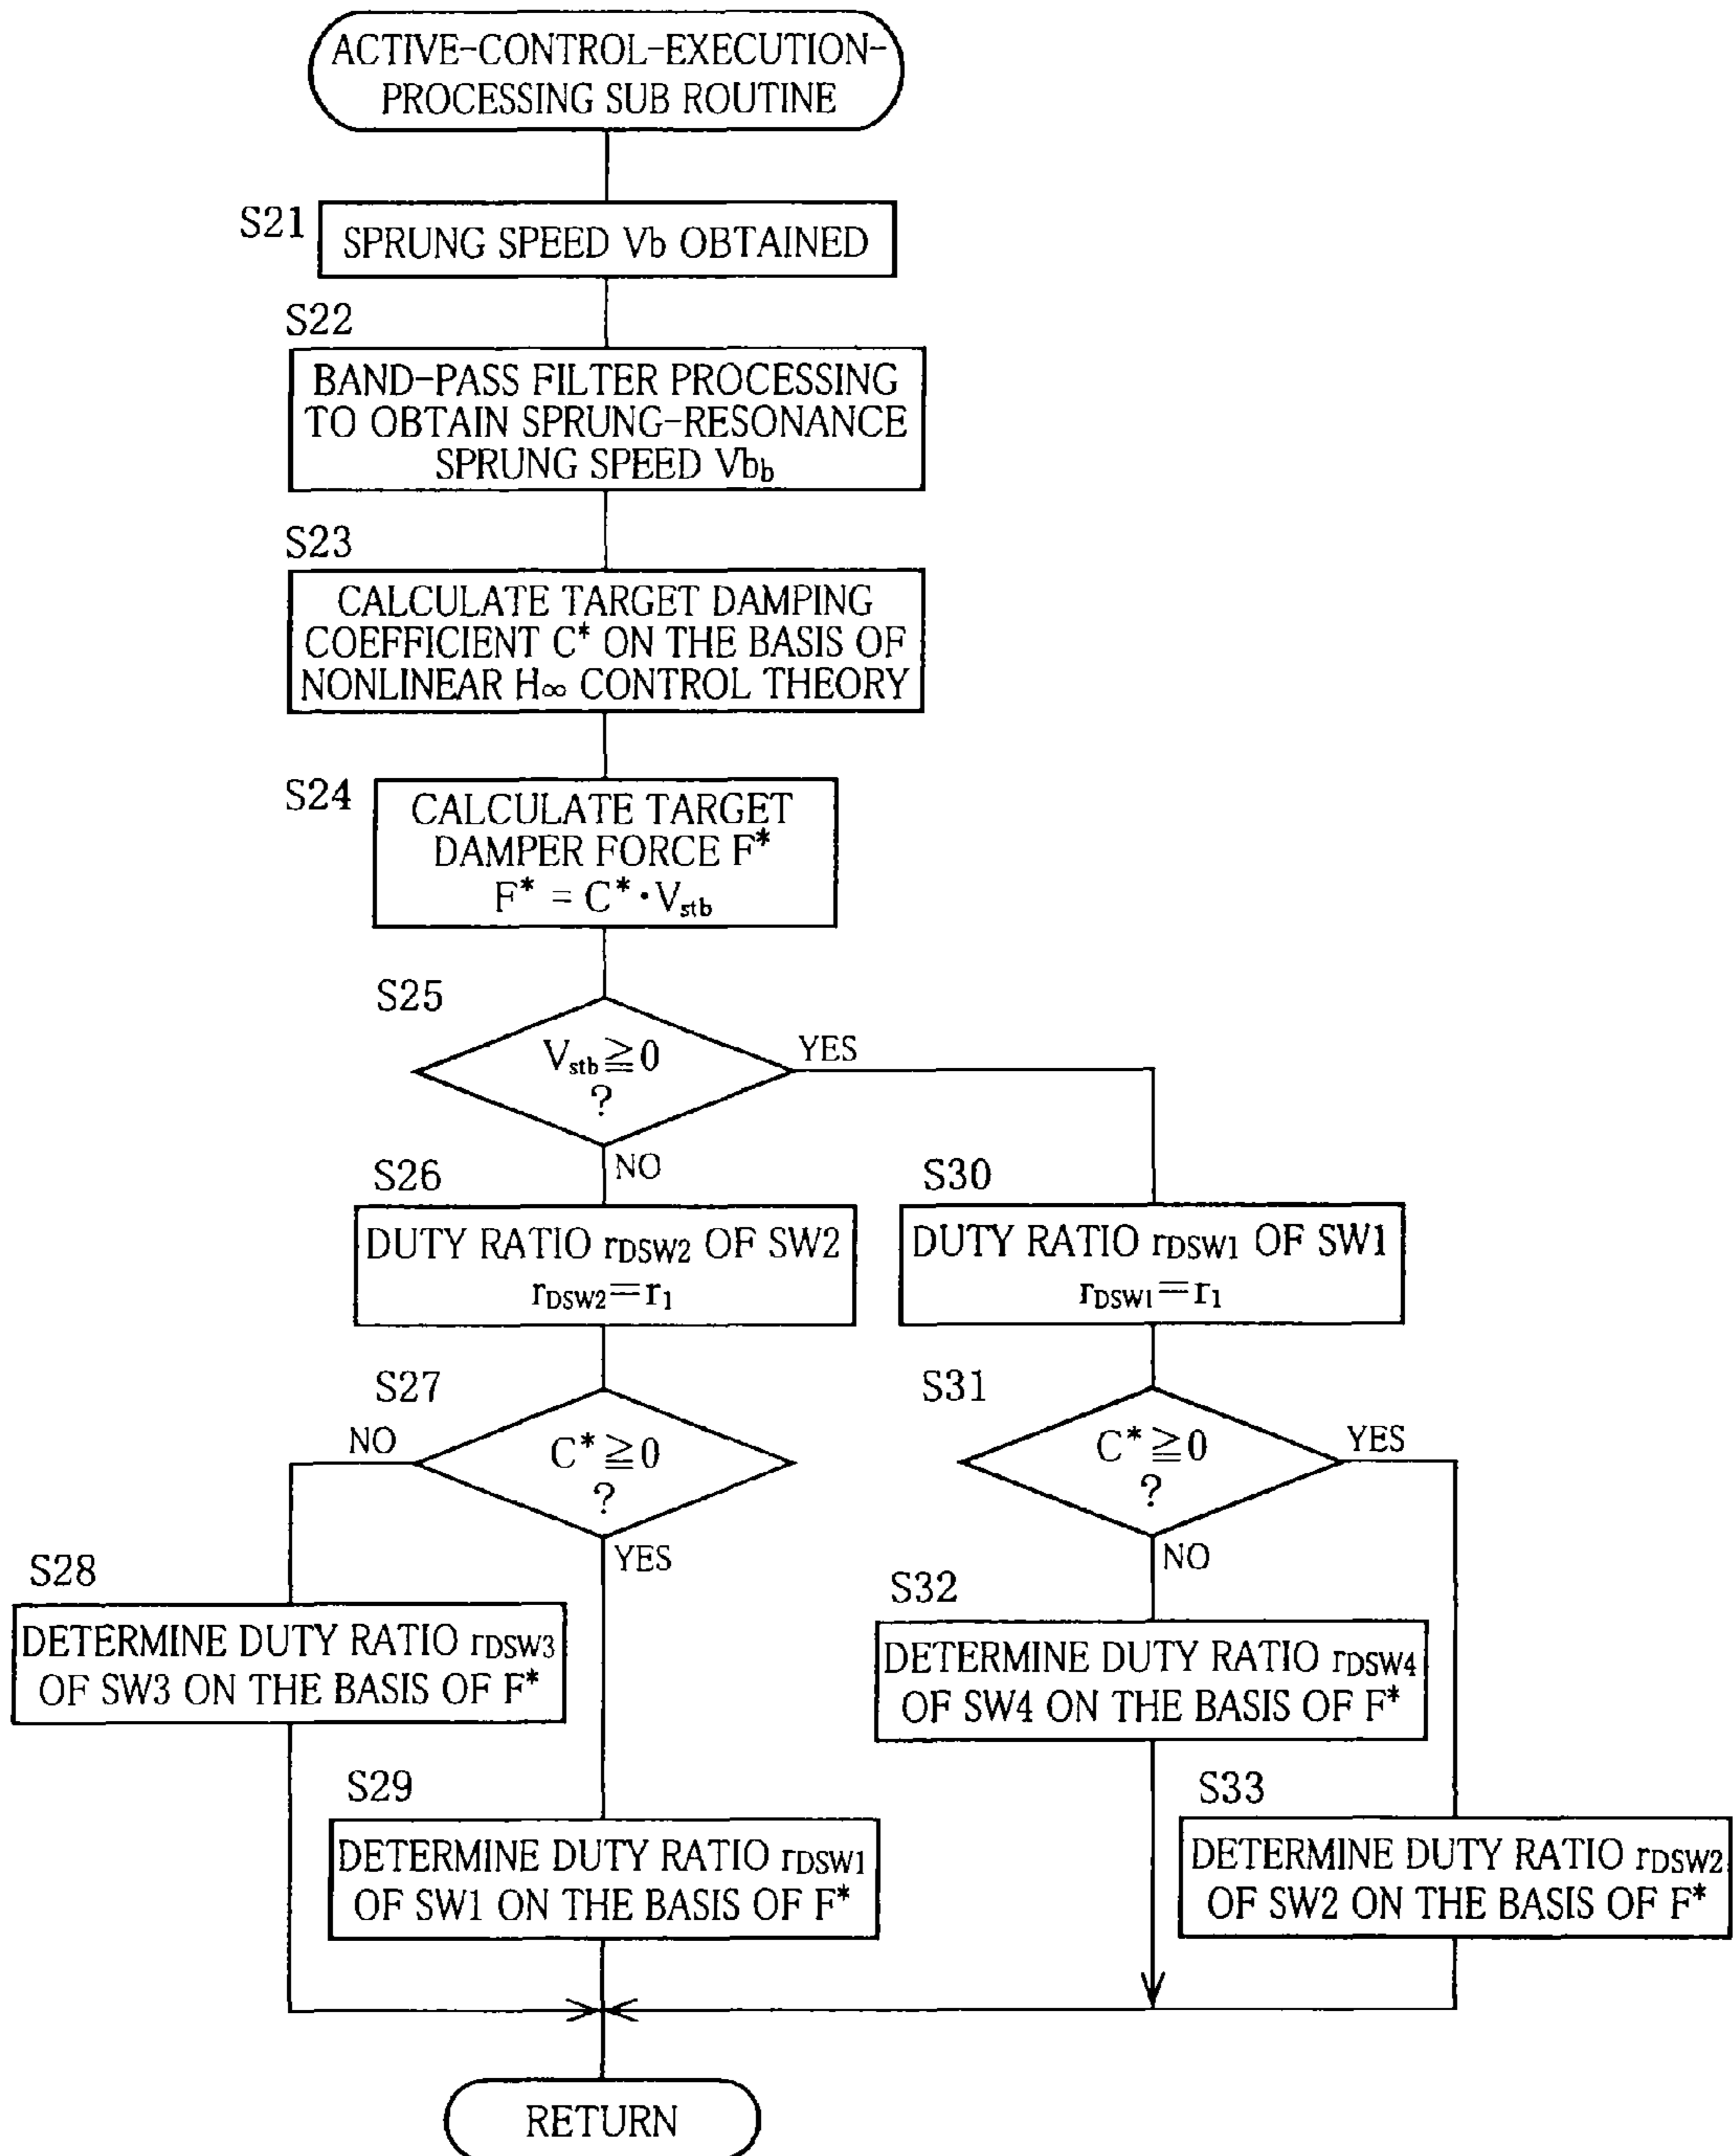 ACTIVE-CONTROL-EXECUTION-
PROCESSING SUB ROUTINE
S21
SPRUNG SPEED Vb OBTAINED
S22
BAND-PASS FILTER PROCESSING
TO OBTAIN SPRUNG-RESONANCE
SPRUNG SPEED Vbb
S23
CALCULATE TARGET DAMPING
COEFFICIENT C* ON THE BASIS OF
NONLINEAR H∞ CONTROL THEORY
S24
CALCULATE TARGET
DAMPER FORCE F*
F* = C*·Vstb
S25
Vstb≧0
?
YES
NO
S26
DUTY RATIO rDSW2 OF SW2
rDSW2=r1
S30
DUTY RATIO rDSW1 OF SW1
rDSW1=r1
S27
C*≧0
?
NO
YES
S31
C*≧0
?
YES
NO
S28
DETERMINE DUTY RATIO rDSW3
OF SW3 ON THE BASIS OF F*
S32
DETERMINE DUTY RATIO rDSW4
OF SW4 ON THE BASIS OF F*
S29
DETERMINE DUTY RATIO rDSW1
OF SW1 ON THE BASIS OF F*
S33
DETERMINE DUTY RATIO rDSW2
OF SW2 ON THE BASIS OF F*
RETURN